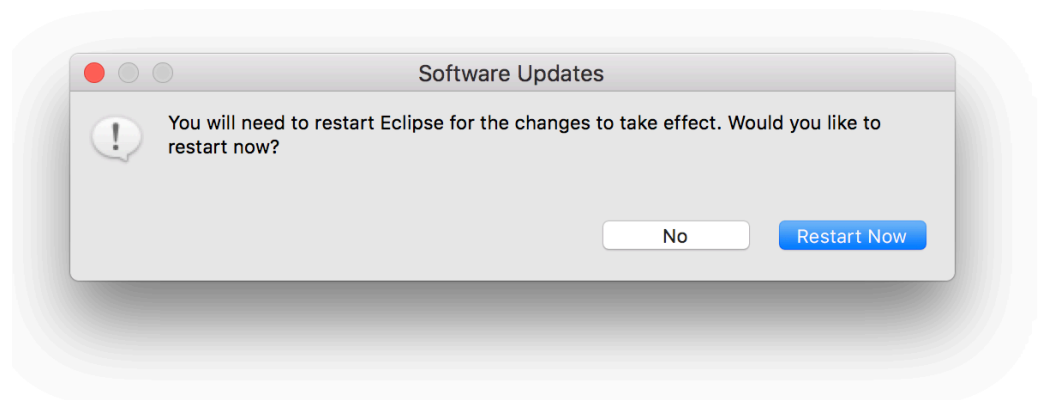 Software Updates
You will need to restart Eclipse for the changes to take effect. Would you like to
restart now?
No
Restart Now